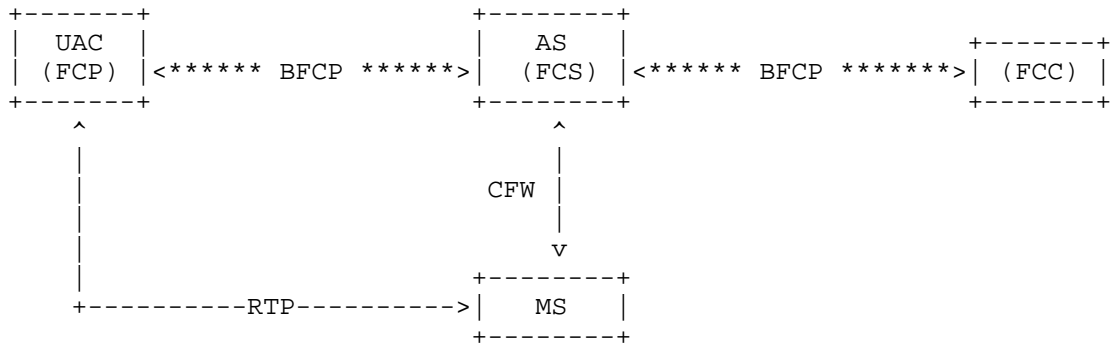 UAC AS
(FCP) <****** BFCP ******> (FCS) <****** BFCP *******> (FCC)
CFW
RTP
MS